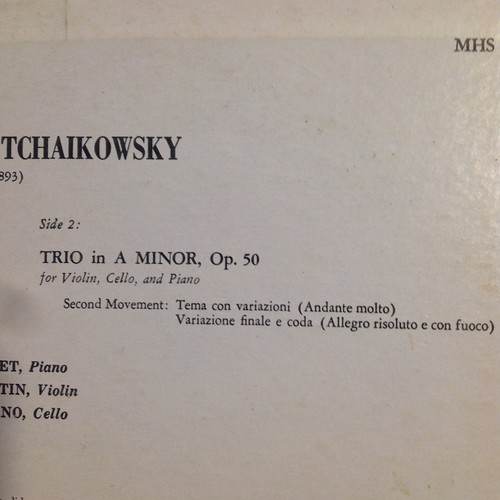 MHS
TCHAIKOWSKY
893)
Side 2:
TRIO in A MINOR, Op. 50
for Violin, Cello, and Piano
Second Movement: Tema con variazioni (Andante molto)
Variazione finale e coda (Allegro risoluto e con fuoco)
ET, Piano
TIN, Violin
NO, Cello